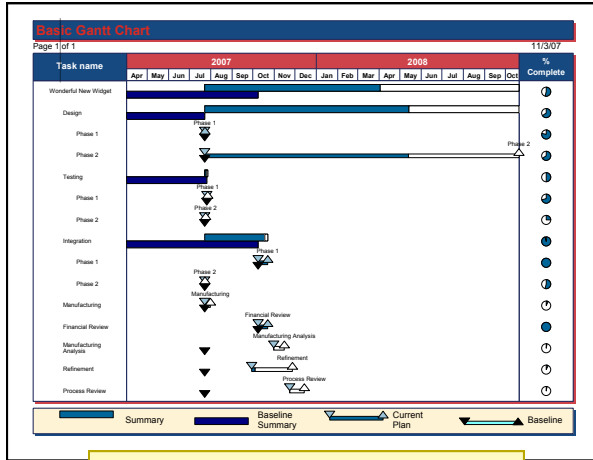 Basic Gantt Chart
Page 1 of 1 11/3/07
Task name 2007 2008 % Complete
Apr May Jun Jul Aug Sep Oct Nov Dec Jan Feb Mar Apr May Jun Jul Aug Sep Oct
Wonderful New Widget
Design
Phase 1
Phase 1
Phase 2
Phase 2
Testing
Phase 1
Phase 1
Phase 2
Phase 2
Integration
Phase 1
Phase 1
Phase 2
Phase 2
Manufacturing
Manufacturing
Financial Review
Financial Review
Manufacturing Analysis
Manufacturing
Analysis
Refinement
Refinement
Process Review
Process Review
Summary Baseline Summary Current Plan Baseline